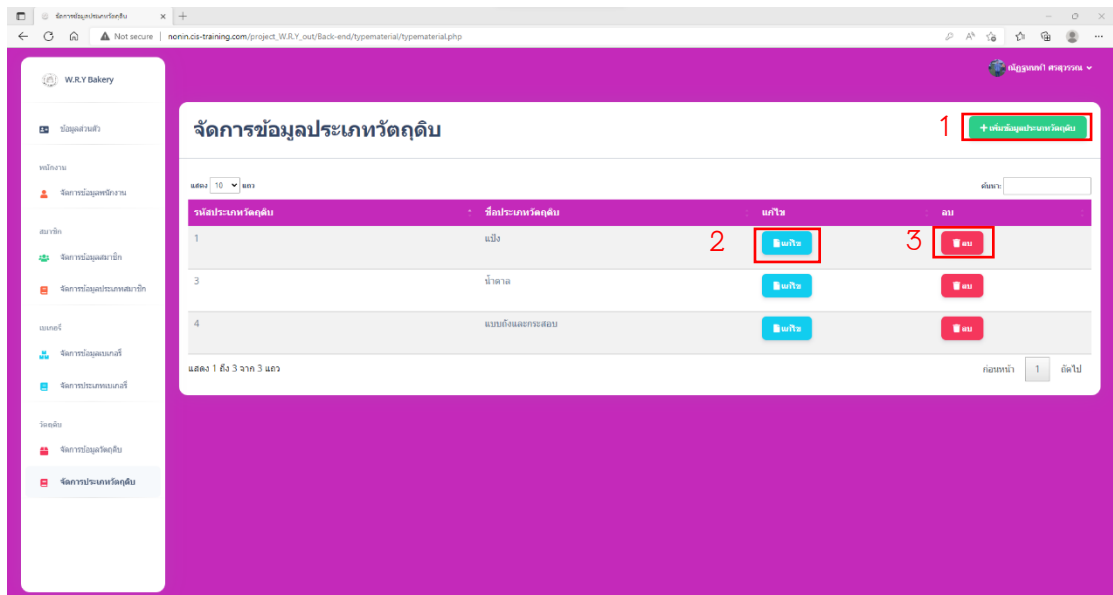 จัดการข้อมูลประเภทวัตถุดิบ
Not secure
nonin.cis-training.com/project_W.R.Y_out/Back-end/typematerial/typematerial.php
W.R.Y Bakery
ข้อมูลส่วนตัว
พนักงาน
จัดการข้อมูลพนักงาน
สมาชิก
จัดการข้อมูลสมาชิก
จัดการข้อมูลประเภทสมาชิก
เบเกอรี่
จัดการข้อมูลเบเกอรี่
จัดการประเภทเบเกอรี่
วัตถุดิบ
จัดการข้อมูลวัตถุดิบ
จัดการประเภทวัตถุดิบ
จัดการข้อมูลประเภทวัตถุดิบ
1
+เพิ่มข้อมูลประเภทวัตถุดิบ
แสดง 10 แถว
ค้นหา:
รหัสประเภทวัตถุดิบ ชื่อประเภทวัตถุดิบ แก้ไข ลบ
1 แป้ง 2 แก้ไข 3 ลบ
3 น้ำตาล แก้ไข ลบ
4 แบบถังและกระสอบ แก้ไข ลบ
แสดง 1 ถึง 3 จาก 3 แถว
ก่อนหน้า 1 ถัดไป